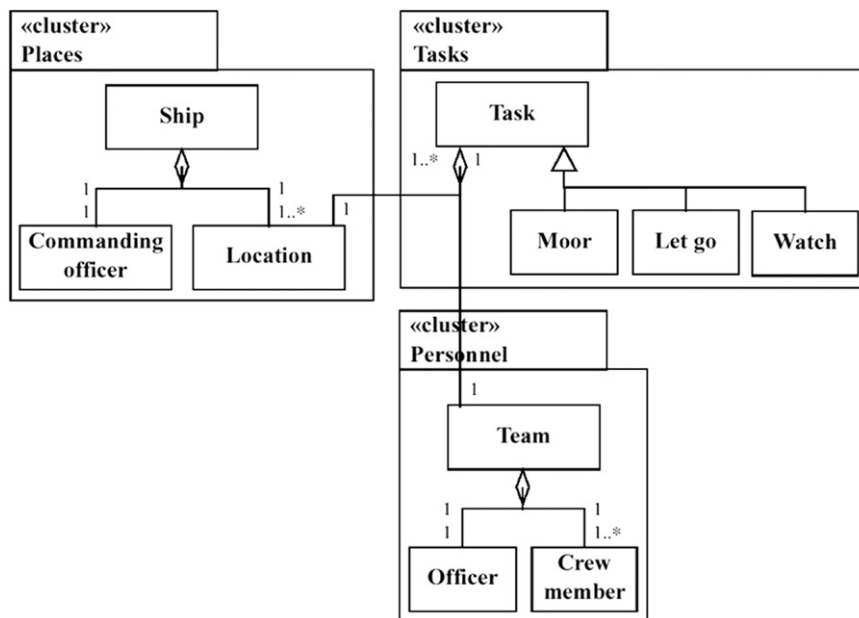 «cluster»
Places
Ship
1
1
1
1..*
Commanding
officer
Location
1
«cluster»
Tasks
Task
1..*
1
Moor
Let go
Watch
«cluster»
Personnel
1
Team
1
1
1
1..*
Officer
Crew
member